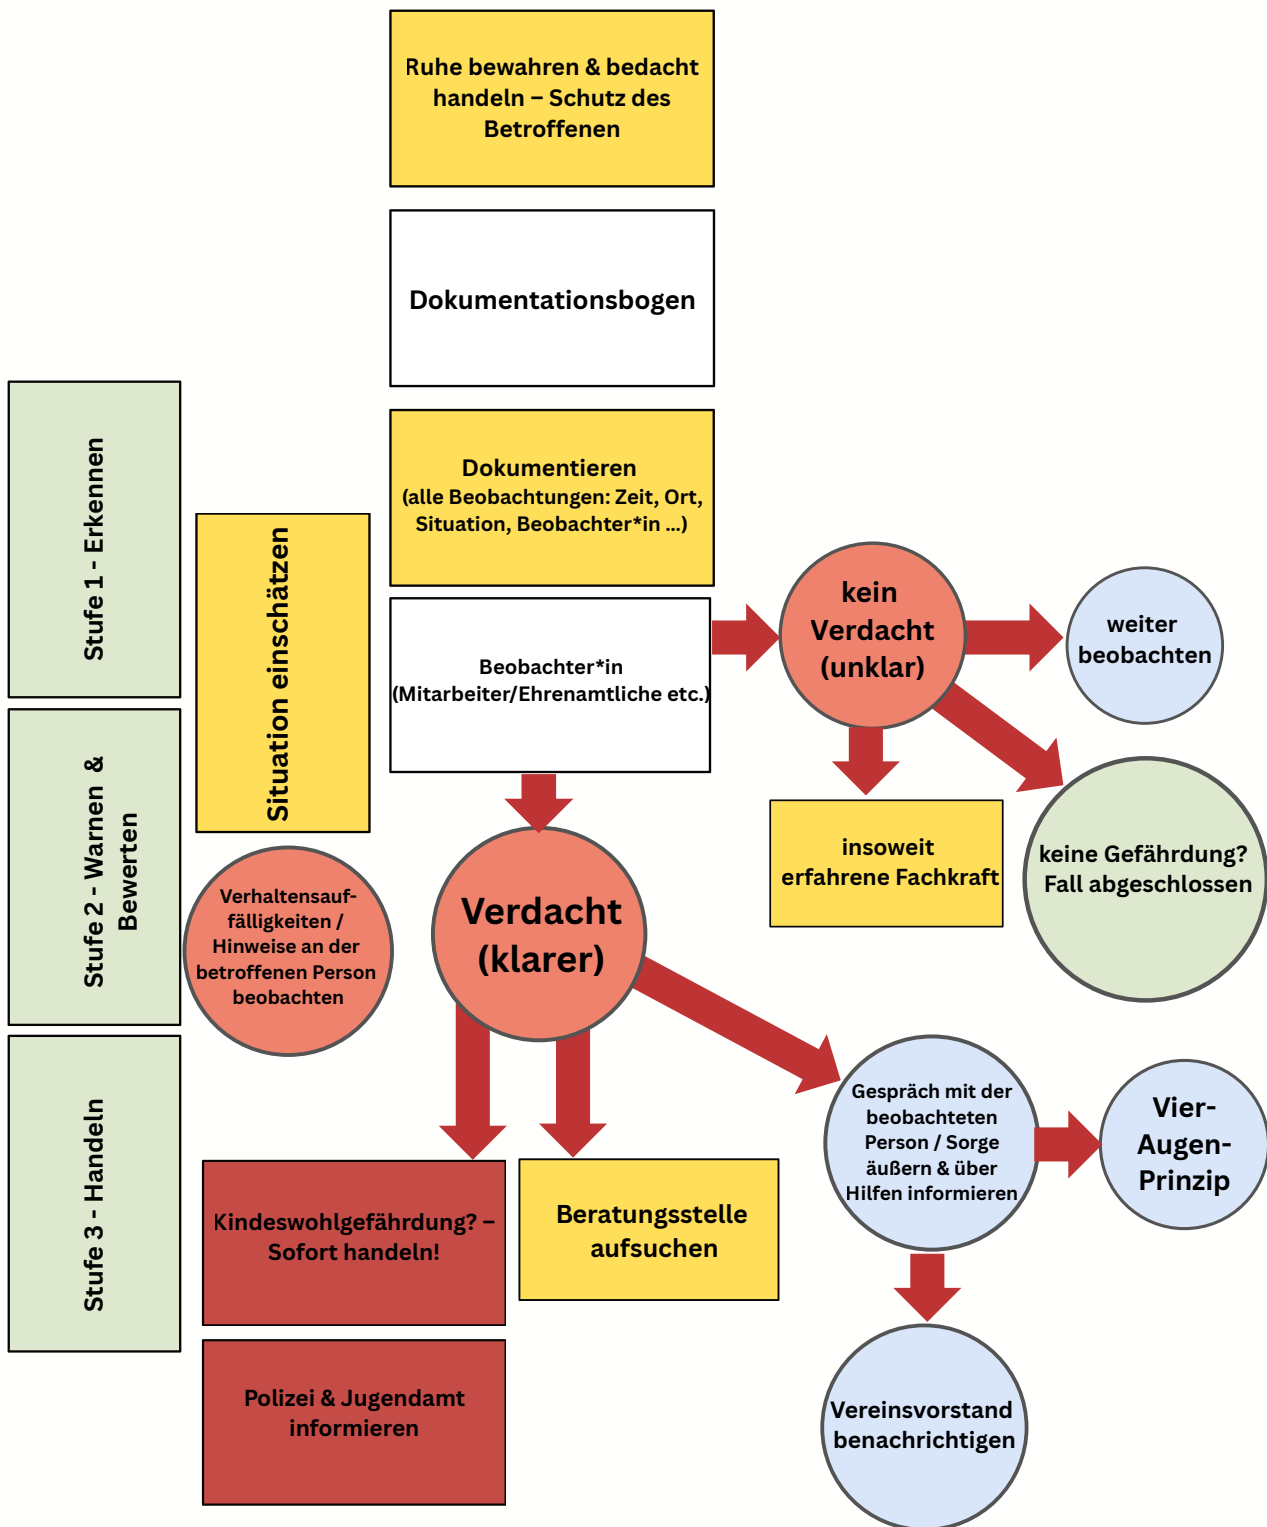 Ruhe bewahren & bedacht
handeln – Schutz des
Betroffenen
Dokumentationsbogen
Stufe 1 - Erkennen
Dokumentieren
(alle Beobachtungen: Zeit, Ort,
Situation, Beobachter*in ...)
Situation einschätzen
Beobachter*in
(Mitarbeiter/Ehrenamtliche etc.)
kein
Verdacht
(unklar)
weiter
beobachten
Stufe 2 - Warnen &
Bewerten
insoweit
erfahrene Fachkraft
keine Gefährdung?
Fall abgeschlossen
Verhaltensauf-
fälligkeiten /
Hinweise an der
betroffenen Person
beobachten
Verdacht
(klarer)
Stufe 3 - Handeln
Gespräch mit der
beobachteten
Person / Sorge
äußern & über
Hilfen informieren
Vier-
Augen-
Prinzip
Kindeswohlgefährdung? –
Sofort handeln!
Beratungsstelle
aufsuchen
Polizei & Jugendamt
informieren
Vereinsvorstand
benachrichtigen